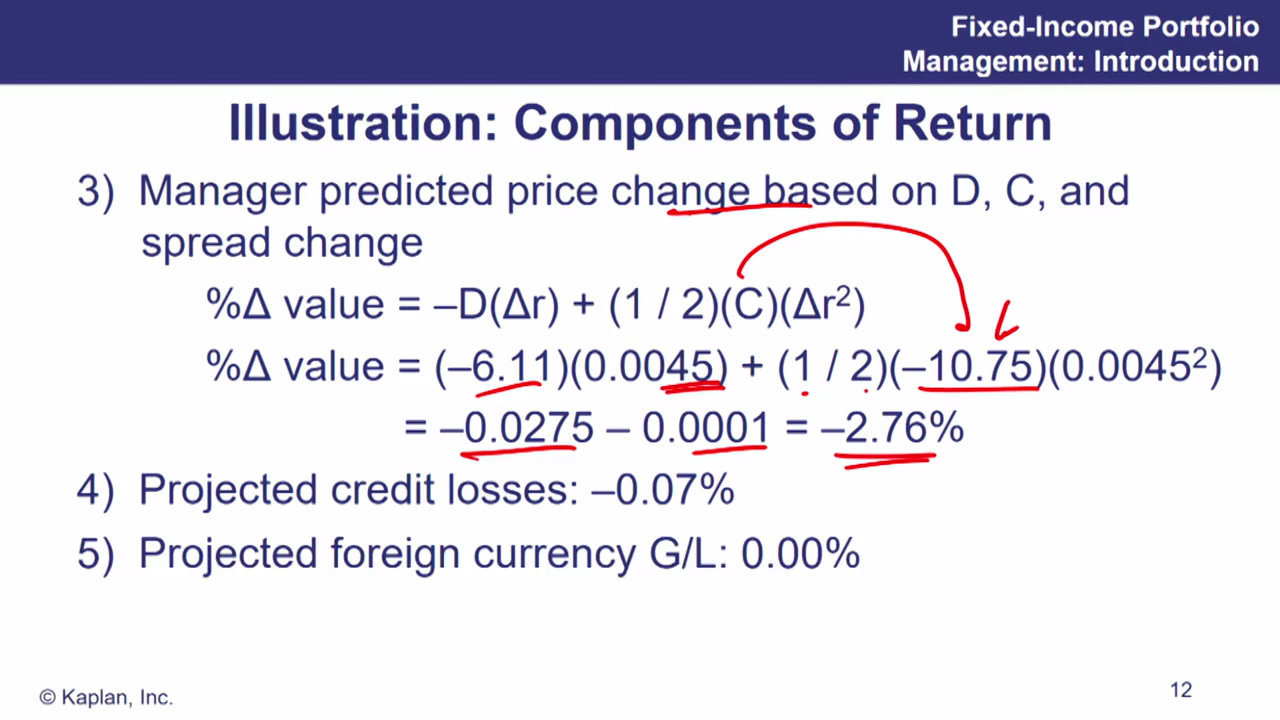 Fixed-Income Portfolio
Management: Introduction
Illustration: Components of Return
3) Manager predicted price change based on D, C, and
spread change
%Δ value = –D(Δr) + (1 / 2)(C)(Δr²)
%Δ value = (–6.11)(0.0045) + (1 / 2)(–10.75)(0.0045²)
= –0.0275 – 0.0001 = –2.76%
4) Projected credit losses: –0.07%
5) Projected foreign currency G/L: 0.00%
© Kaplan, Inc.
12